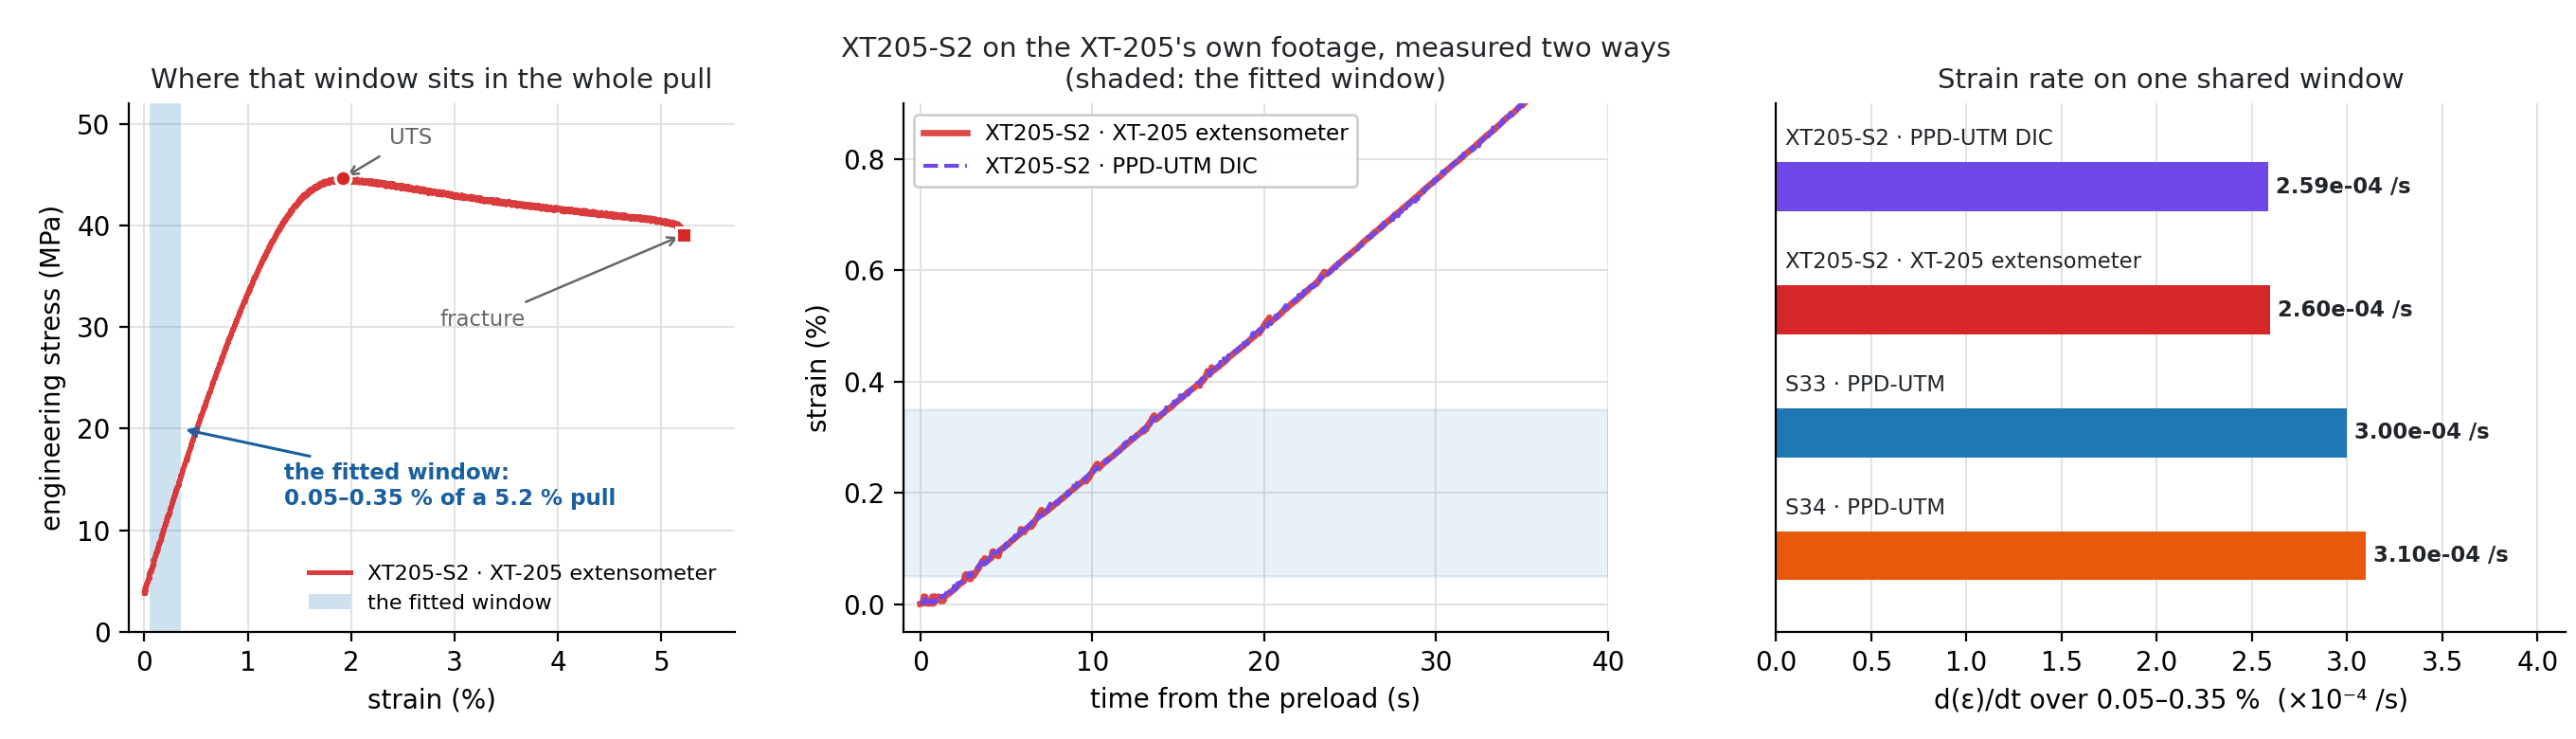 Where that window sits in the whole pull
engineering stress (MPa)
50
40
30
20
10
0
UTS
fracture
the fitted window:
0.05–0.35 % of a 5.2 % pull
XT205-S2 · XT-205 extensometer
the fitted window
0 1 2 3 4 5
strain (%)
XT205-S2 on the XT-205's own footage, measured two ways
(shaded: the fitted window)
strain (%)
0.8
0.6
0.4
0.2
0.0
XT205-S2 · XT-205 extensometer
XT205-S2 · PPD-UTM DIC
0 10 20 30 40
time from the preload (s)
Strain rate on one shared window
XT205-S2 · PPD-UTM DIC
2.59e-04 /s
XT205-S2 · XT-205 extensometer
2.60e-04 /s
S33 · PPD-UTM
3.00e-04 /s
S34 · PPD-UTM
3.10e-04 /s
0.0 0.5 1.0 1.5 2.0 2.5 3.0 3.5 4.0
d(ε)/dt over 0.05–0.35 % (×10⁻⁴ /s)